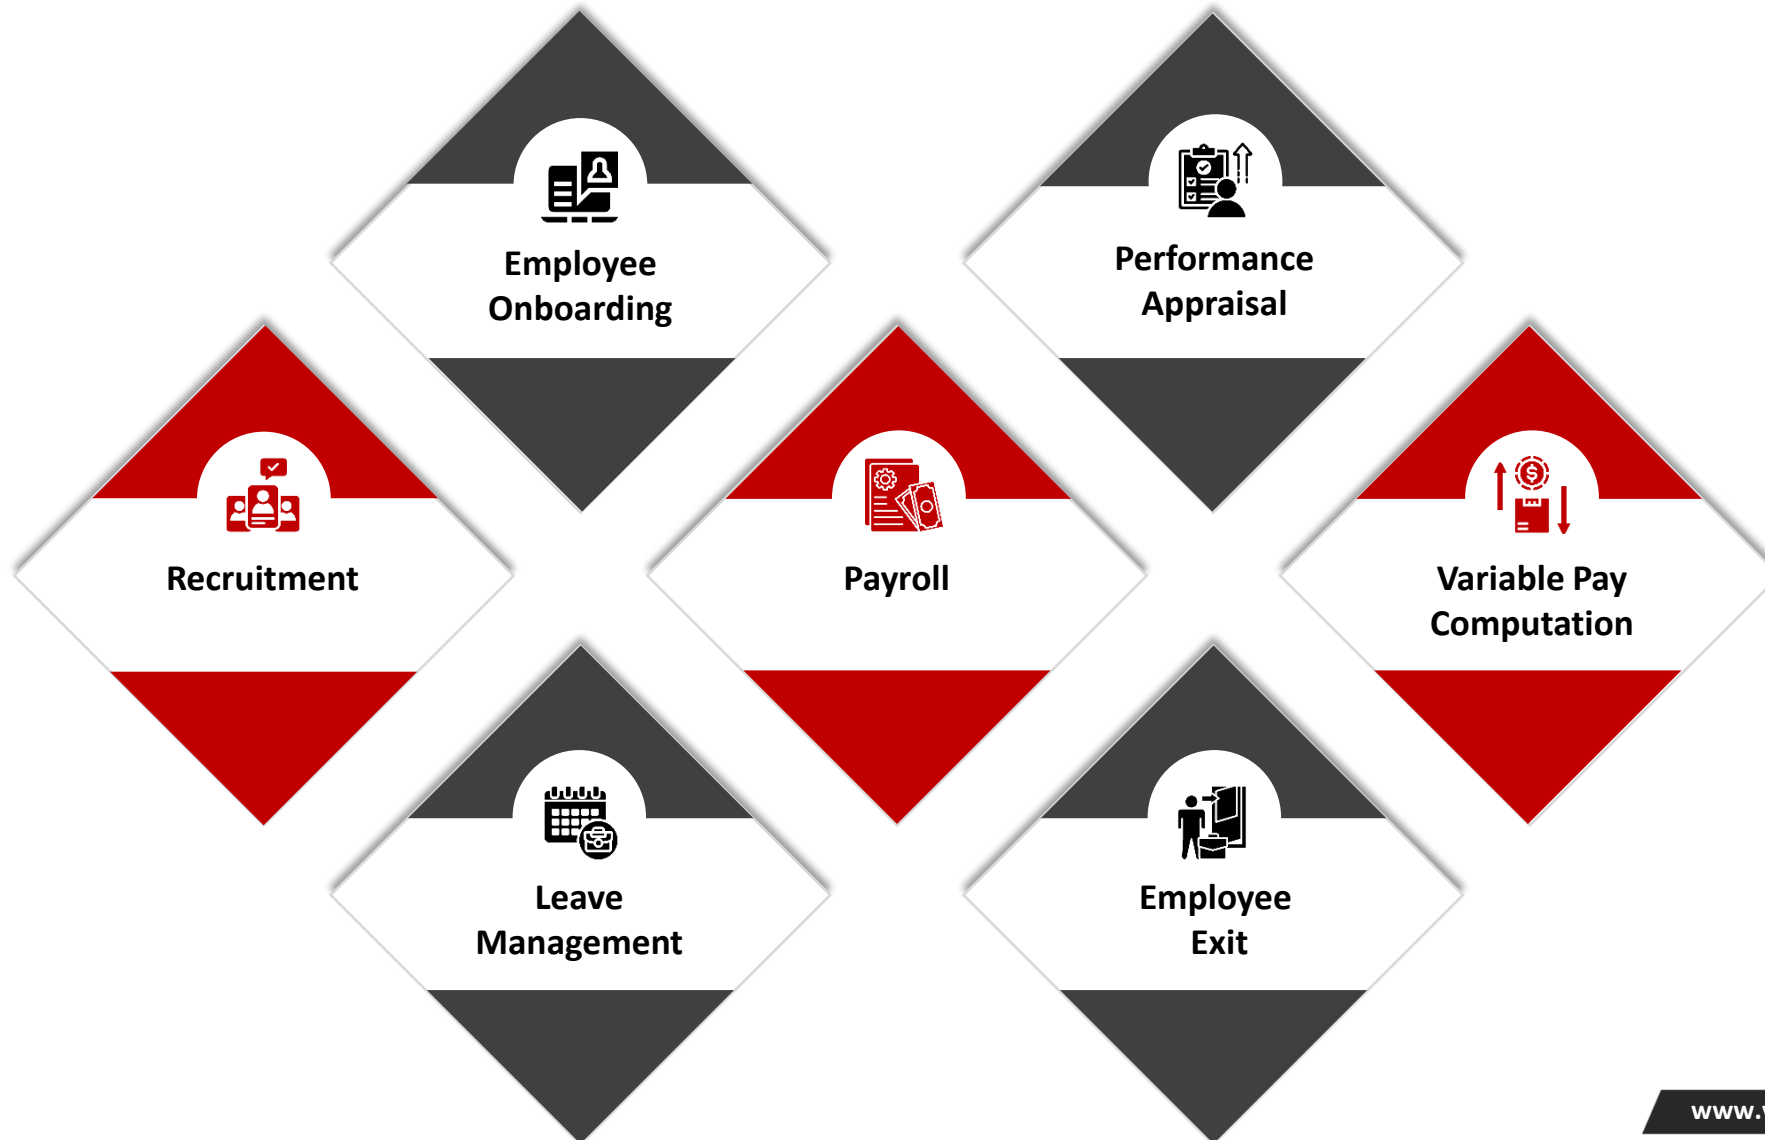 Employee
Onboarding
Performance
Appraisal
Recruitment
Payroll
Variable Pay
Computation
Leave
Management
Employee
Exit